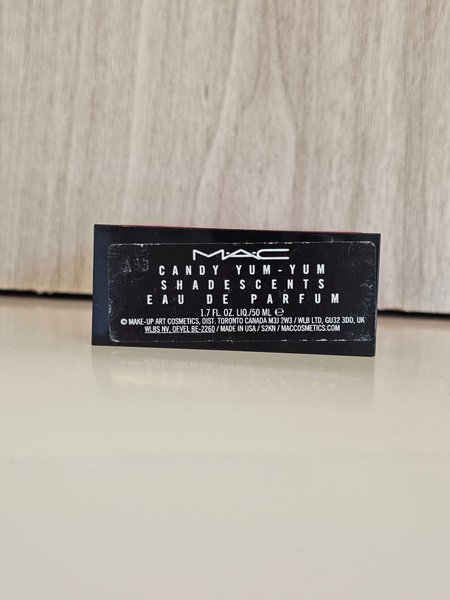 M·A·C
A33
CANDY YUM-YUM
SHADESCENTS
EAU DE PARFUM
1.7 FL. OZ. LIQ./50 ML ℮
© MAKE-UP ART COSMETICS, DIST. TORONTO CANADA M3J 2W3 / WLB LTD, GU32 3DD, UK
WLBS NV, OEVEL BE-2260 / MADE IN USA / S2KN / MACCOSMETICS.COM